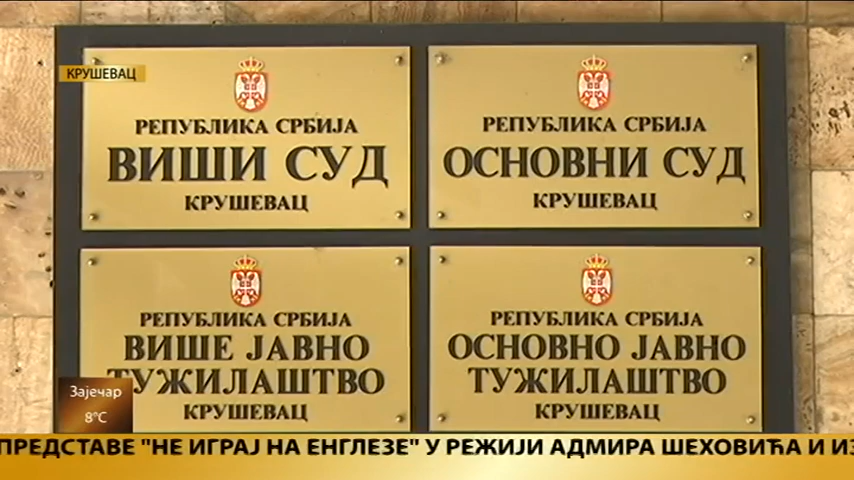 КРУШЕВАЦ
РЕПУБЛИКА СРБИЈА
ВИШИ СУД
КРУШЕВАЦ
РЕПУБЛИКА СРБИЈА
ОСНОВНИ СУД
КРУШЕВАЦ
РЕПУБЛИКА СРБИЈА
ВИШЕ ЈАВНО
ТУЖИЛАШТВО
КРУШЕВАЦ
РЕПУБЛИКА СРБИЈА
ОСНОВНО ЈАВНО
ТУЖИЛАШТВО
КРУШЕВАЦ
Зајечар
8°C
ПРЕДСТАВЕ "НЕ ИГРАЈ НА ЕНГЛЕЗЕ" У РЕЖИЈИ АДМИРА ШЕХОВИЋА И ИЗ